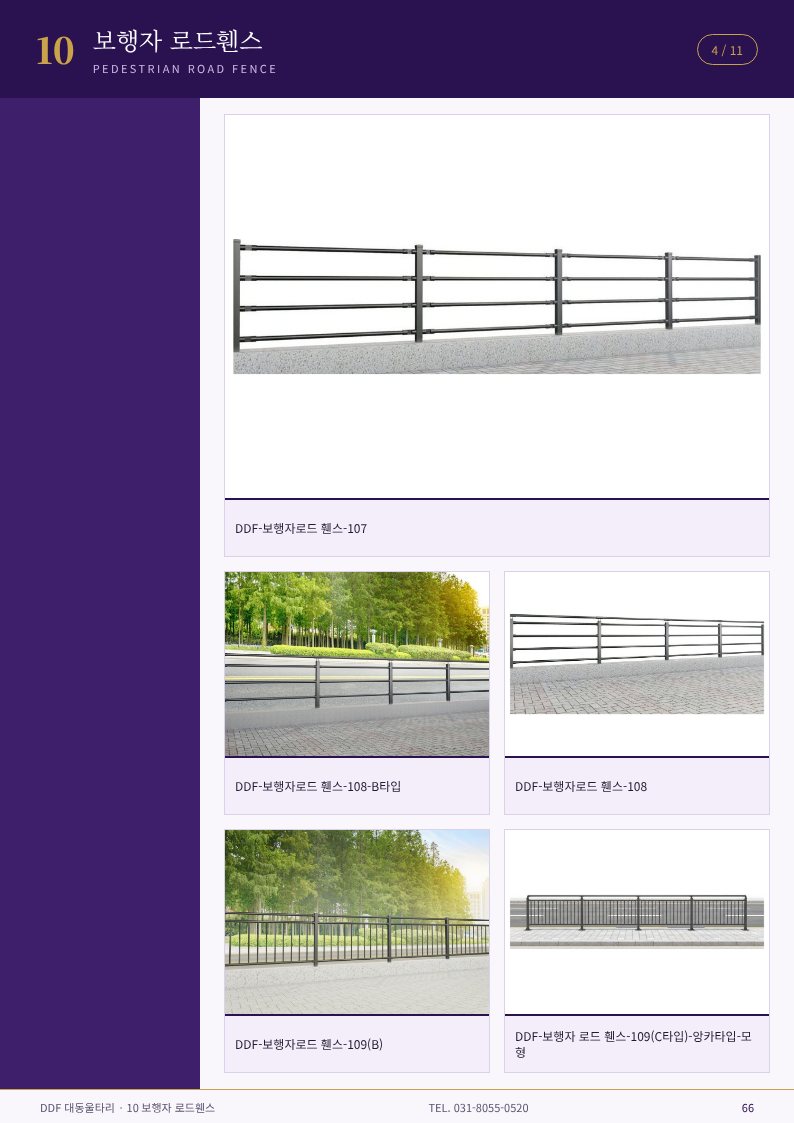 10
보행자 로드휀스
PEDESTRIAN ROAD FENCE
4 / 11
DDF-보행자로드 휀스-107
DDF-보행자로드 휀스-108-B타입
DDF-보행자로드 휀스-108
DDF-보행자로드 휀스-109(B)
DDF-보행자 로드 휀스-109(C타입)-앙카타입-모
형
DDF 대동울타리 · 10 보행자 로드휀스
TEL. 031-8055-0520
66